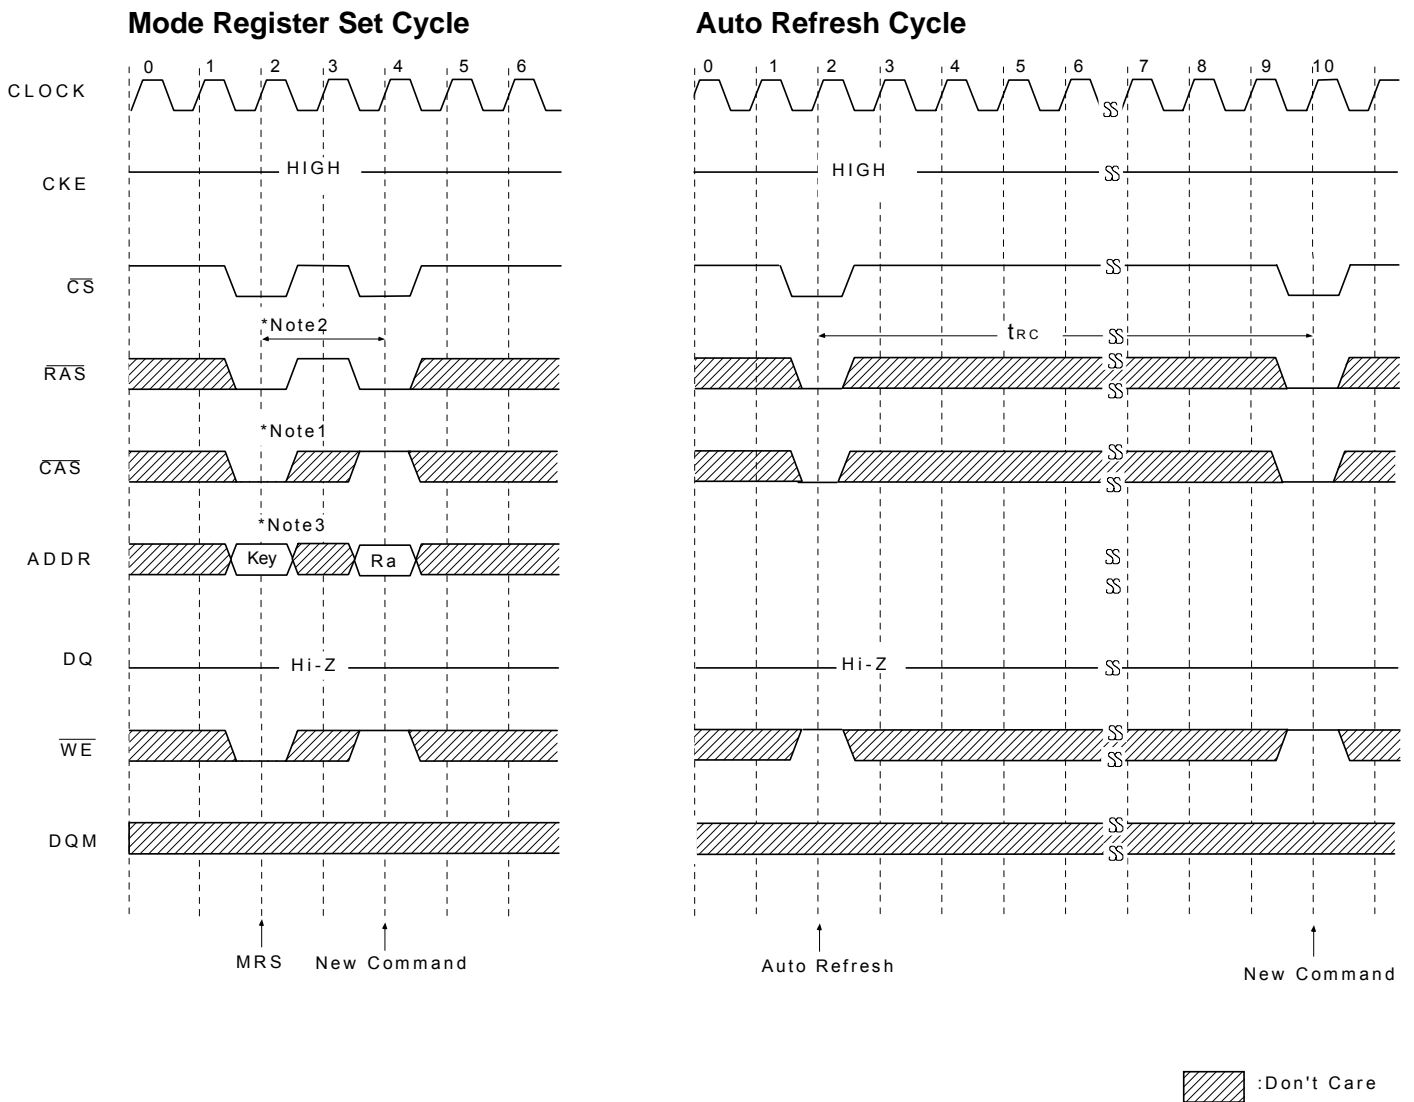 Mode Register Set Cycle
Auto Refresh Cycle
0 1 2 3 4 5 6
0 1 2 3 4 5 6 7 8 9 10
CLOCK
CKE
HIGH
HIGH
CS
*Note2
tRC
RAS
*Note1
CAS
*Note3
ADDR
Key
Ra
DQ
Hi-Z
Hi-Z
WE
DQM
MRS
New Command
Auto Refresh
New Command
:Don't Care